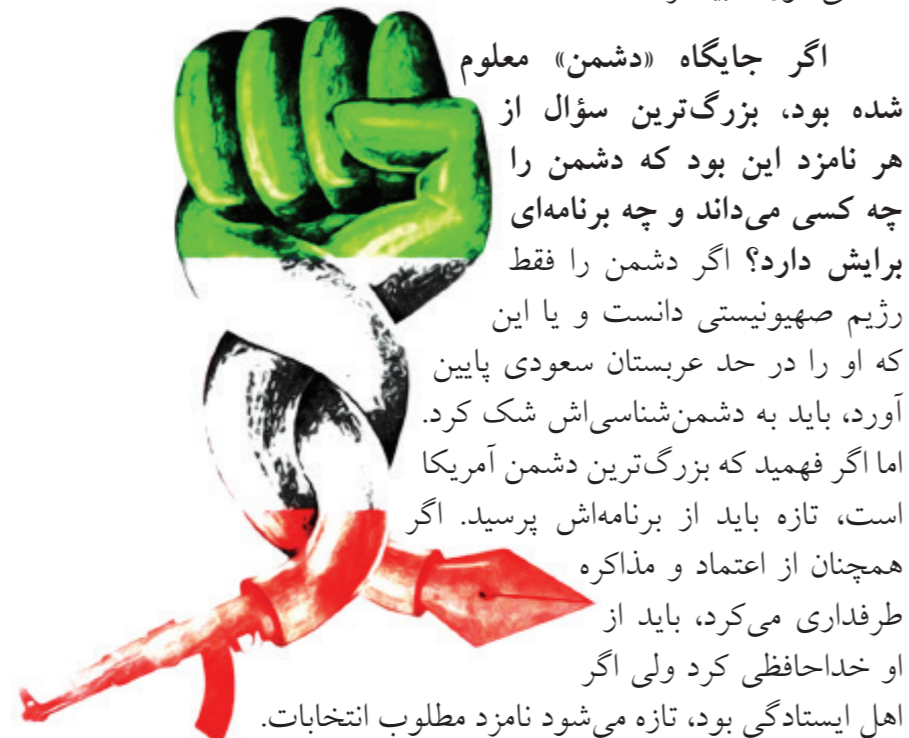 اگر جایگاه «دشمن» معلوم
شده بود، بزرگ‌ترین سؤال از
هر نامزد این بود که دشمن را
چه کسی می‌داند و چه برنامه‌ای
برایش دارد؟ اگر دشمن را فقط
رژیم صهیونیستی دانست و یا این
که او را در حد عربستان سعودی پایین
آورد، باید به دشمن‌شناسی‌اش شک کرد.
اما اگر فهمید که بزرگ‌ترین دشمن آمریکا
است، تازه باید از برنامه‌اش پرسید. اگر
همچنان از اعتماد و مذاکره
طرفداری می‌کرد، باید از
او خداحافظی کرد ولی اگر
اهل ایستادگی بود، تازه می‌شود نامزد مطلوب انتخابات.